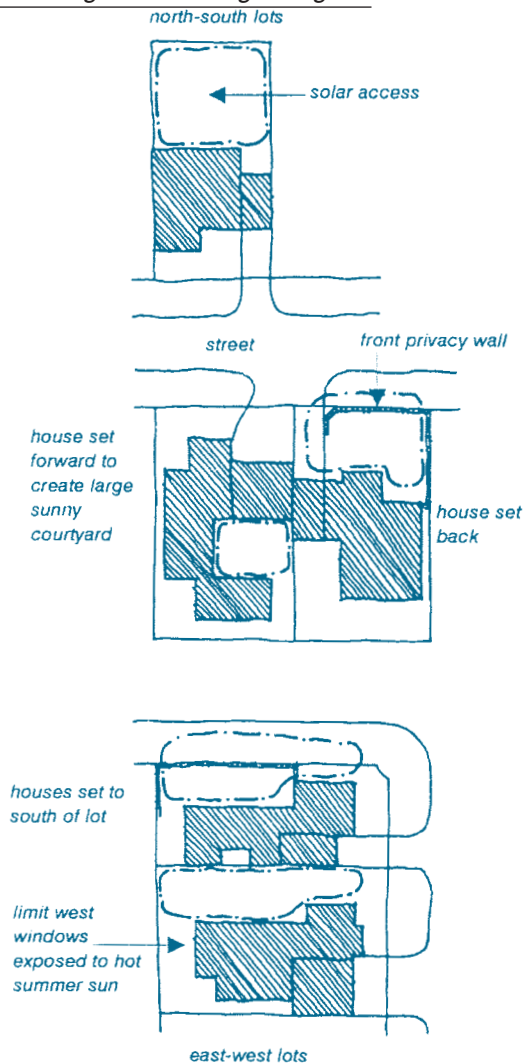 north-south lots
solar access
street
front privacy wall
house set
forward to
create large
sunny
courtyard
house set
back
houses set to
south of lot
limit west
windows
exposed to hot
summer sun
east-west lots